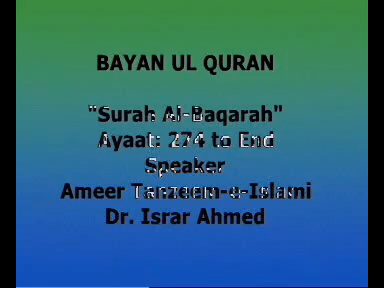 BAYAN UL QURAN
"Surah Al-Baqarah"
Ayaat: 274 to End
Speaker
Ameer Tanzeem-e-Islami
Dr. Israr Ahmed